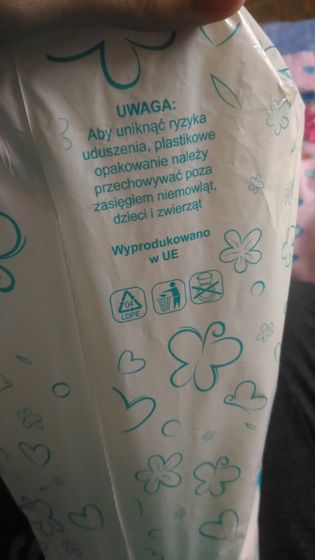 UWAGA:
Aby uniknąć ryzyka
uduszenia, plastikowe
opakowanie należy
przechowywać poza
zasięgiem niemowląt,
dzieci i zwierząt
Wyprodukowano
w UE
04
LDPE